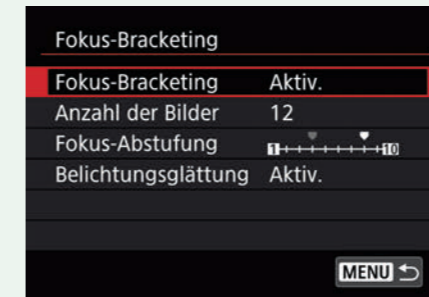 Fokus-Bracketing
Fokus-Bracketing Aktiv.
Anzahl der Bilder 12
Fokus-Abstufung 1 10
Belichtungsglättung Aktiv.
MENU